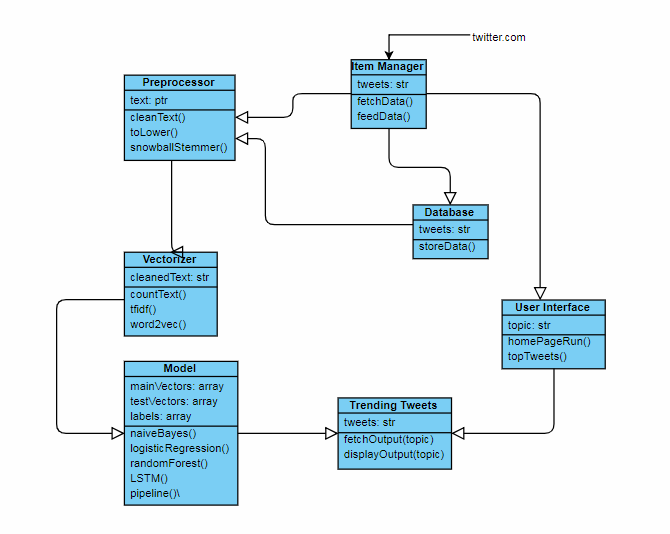 twitter.com
Item Manager
tweets: str
fetchData()
feedData()
Preprocessor
text: ptr
cleanText()
toLower()
snowballStemmer()
Database
tweets: str
storeData()
Vectorizer
cleanedText: str
countText()
tfidf()
word2vec()
User Interface
topic: str
homePageRun()
topTweets()
Model
mainVectors: array
testVectors: array
labels: array
naiveBayes()
logisticRegression()
randomForest()
LSTM()
pipeline()\
Trending Tweets
tweets: str
fetchOutput(topic)
displayOutput(topic)